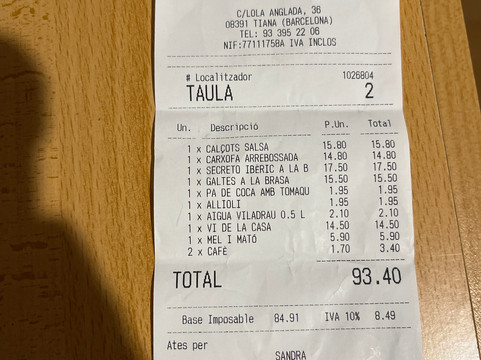 C/LOLA ANGLADA, 36
08391 TIANA (BARCELONA)
TEL: 93 395 22 06
NIF:77111758A IVA INCLOS
# Localitzador 1026804
TAULA 2
Un. Descripció P.Un. Total
1 x CALÇOTS SALSA 15.80 15.80
1 x CARXOFA ARREBOSSADA 14.80 14.80
1 x SECRETO IBERIC A LA B 17.50 17.50
1 x GALTES A LA BRASA 15.50 15.50
1 x PA DE COCA AMB TOMAQU 1.95 1.95
1 x ALLIOLI 1.95 1.95
1 x AIGUA VILADRAU 0.5 L 2.10 2.10
1 x VI DE LA CASA 14.50 14.50
1 x MEL I MATÓ 5.90 5.90
2 x CAFÈ 1.70 3.40
TOTAL 93.40
Base Imposable 84.91 IVA 10% 8.49
Ates per
SANDRA